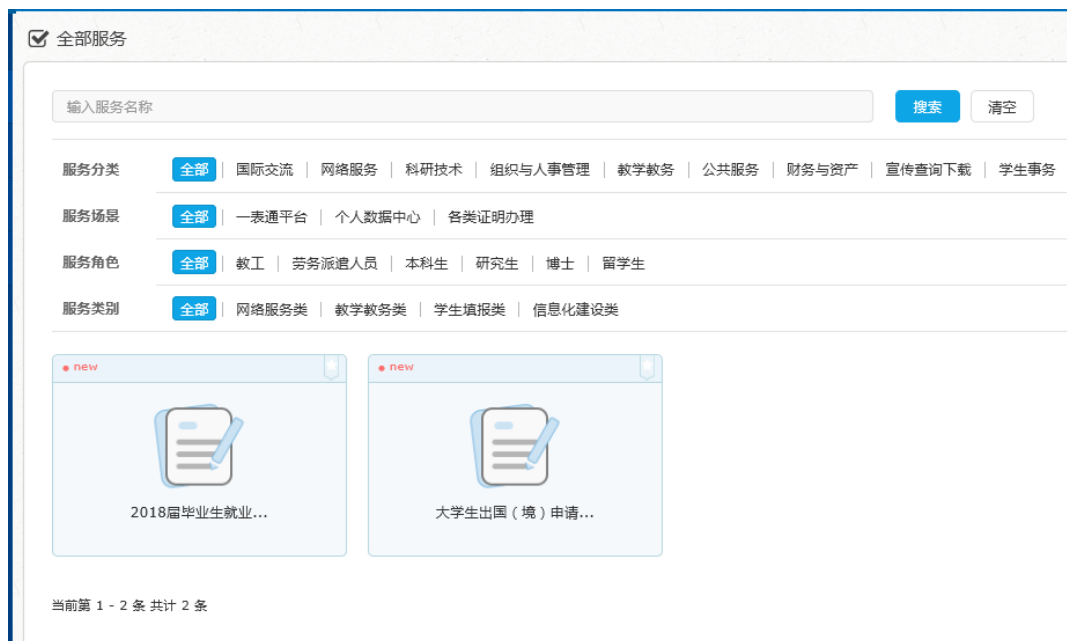 全部服务
输入服务名称 搜索 清空
服务分类 全部 国际交流 网络服务 科研技术 组织与人事管理 教学教务 公共服务 财务与资产 宣传查询下载 学生事务
服务场景 全部 一表通平台 个人数据中心 各类证明办理
服务角色 全部 教工 劳务派遣人员 本科生 研究生 博士 留学生
服务类别 全部 网络服务类 教学教务类 学生填报类 信息化建设类
new new
2018届毕业生就业... 大学生出国（境）申请...
当前第 1 - 2 条 共计 2 条